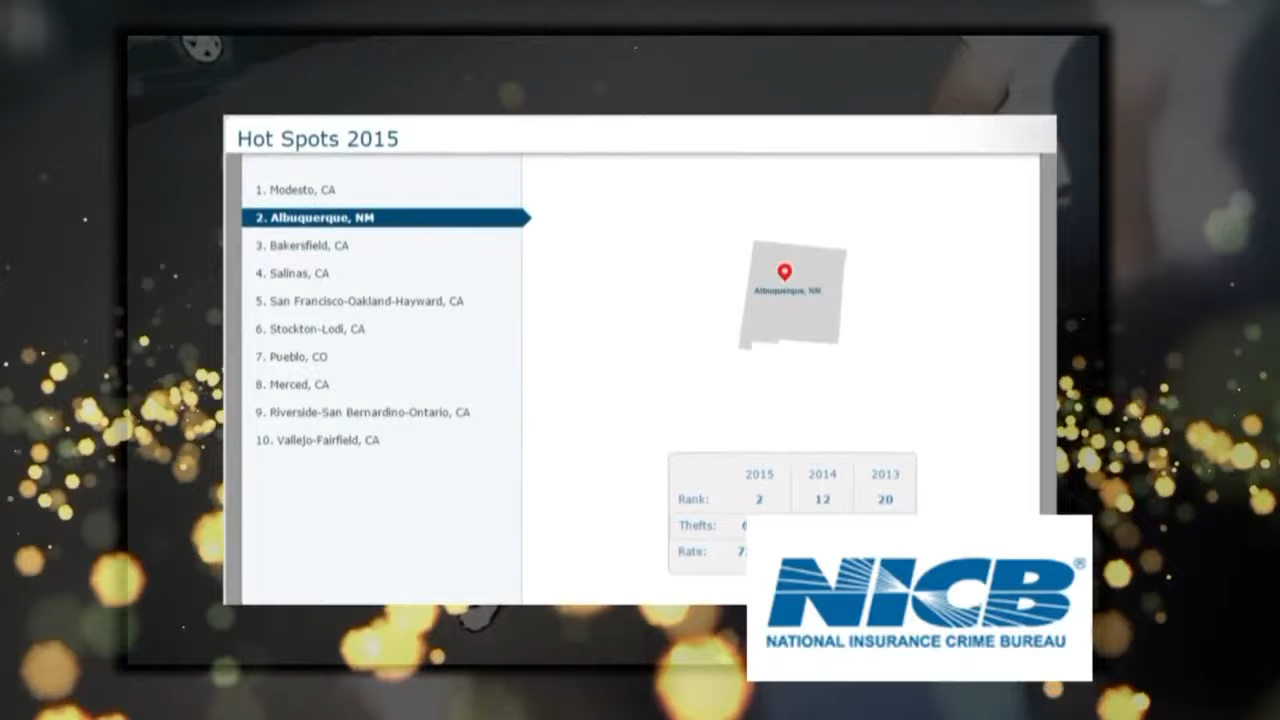 Hot Spots 2015
1. Modesto, CA
2. Albuquerque, NM
3. Bakersfield, CA
4. Salinas, CA
5. San Francisco-Oakland-Hayward, CA
6. Stockton-Lodi, CA
7. Pueblo, CO
8. Merced, CA
9. Riverside-San Bernardino-Ontario, CA
10. Vallejo-Fairfield, CA
Albuquerque, NM
2015 2014 2013
Rank: 2 12 20
Thefts:
Rate:
NICB®
NATIONAL INSURANCE CRIME BUREAU